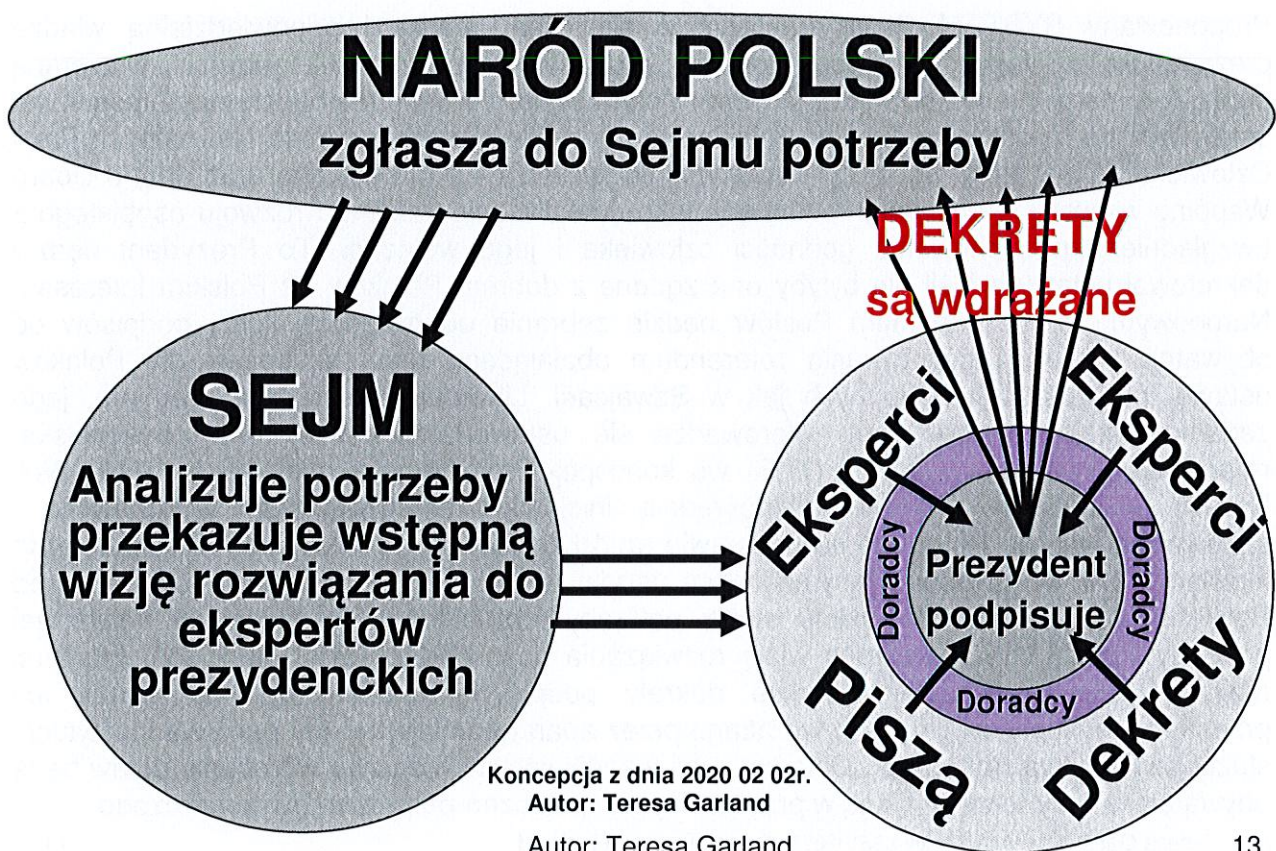 NARÓD POLSKI
zgłasza do Sejmu potrzeby
DEKRETY
są wdrażane
SEJM
Analizuje potrzeby i
przekazuje wstępną
wizję rozwiązania do
ekspertów
prezydenckich
Eksperci
Eksperci
Doradcy
Doradcy
Prezydent
podpisuje
Doradcy
Piszą
Dekrety
Koncepcja z dnia 2020 02 02r.
Autor: Teresa Garland
Autor: Teresa Garland
13